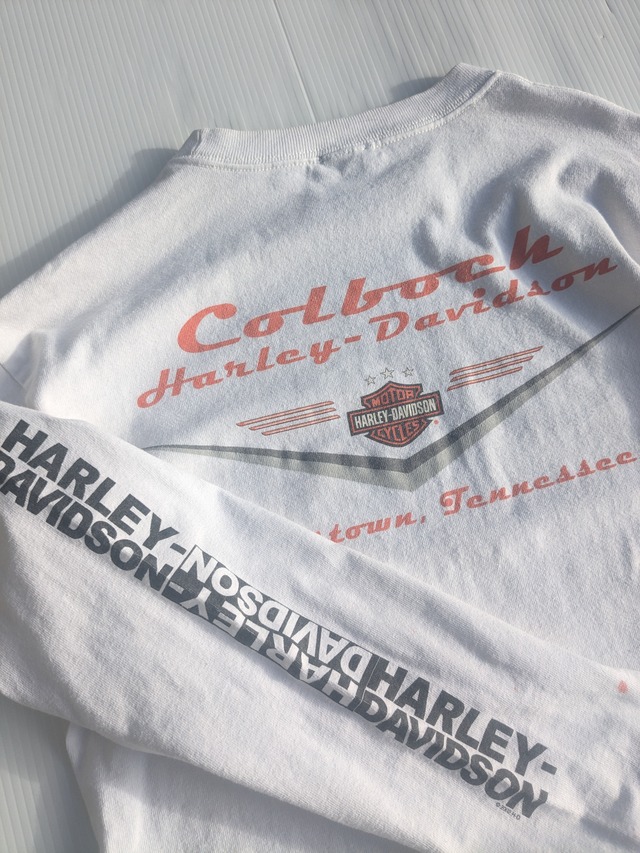 Colboch
Harley-Davidson
MOTOR
HARLEY-DAVIDSON
CYCLES
town, Tennessee
HARLEY-
DAVIDSON
HARLEY-
DAVIDSON
HARLEY-
DAVIDSON